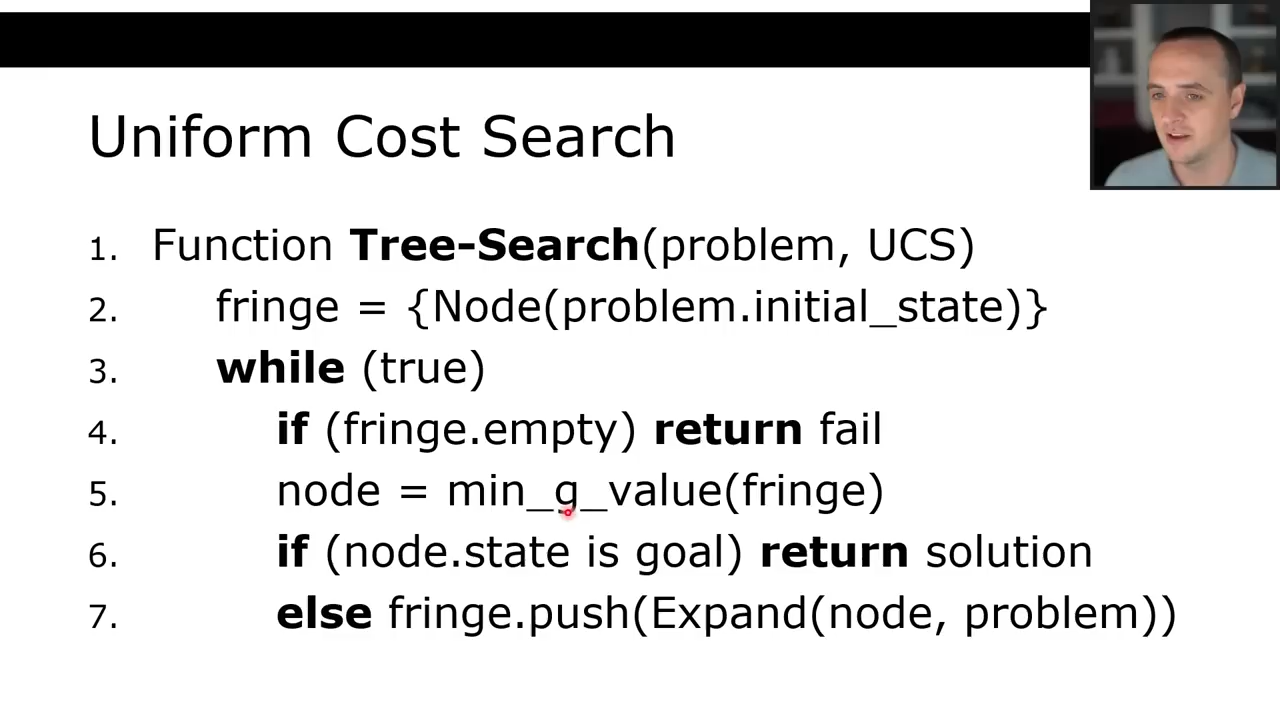 Uniform Cost Search
1. Function Tree-Search(problem, UCS)
2. fringe = {Node(problem.initial_state)}
3. while (true)
4. if (fringe.empty) return fail
5. node = min_g_value(fringe)
6. if (node.state is goal) return solution
7. else fringe.push(Expand(node, problem))